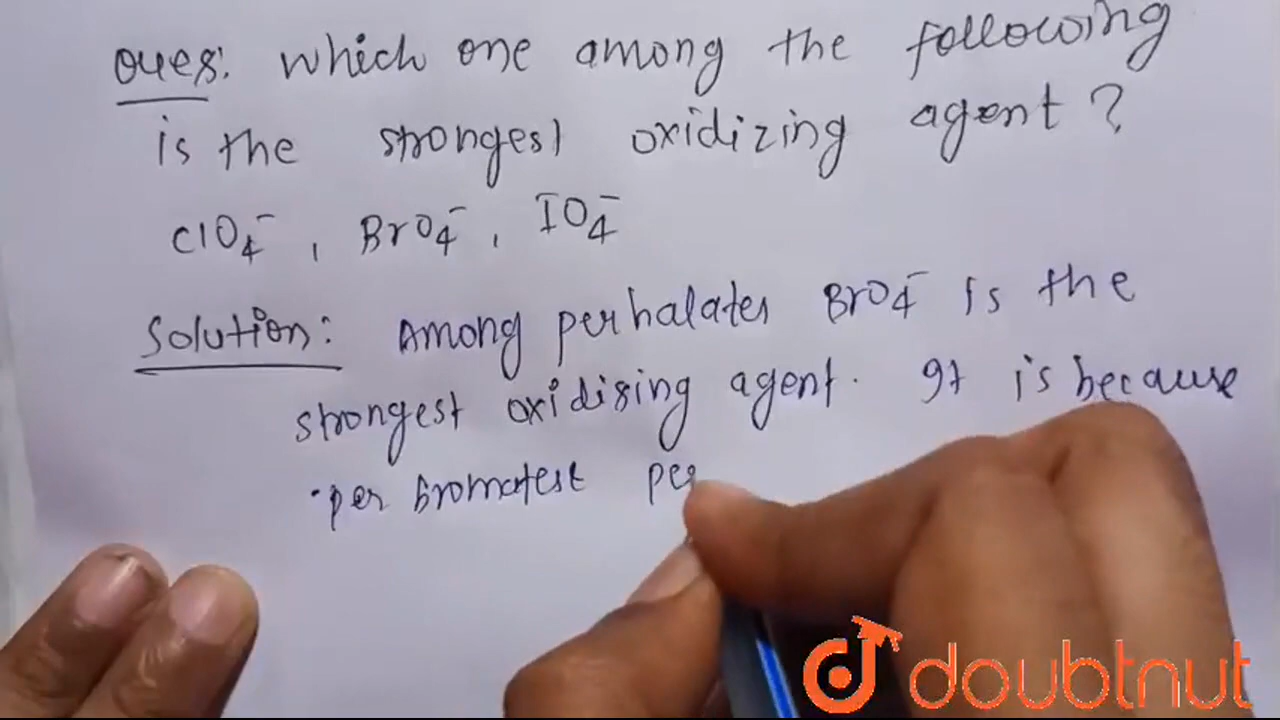 Ques: Which one among the following
is the strongest oxidizing agent?
ClO4⁻, BrO4⁻, IO4⁻
Solution: Among perhalates BrO4⁻ is the
strongest oxidising agent. It is because
per bromatest per
doubtnut